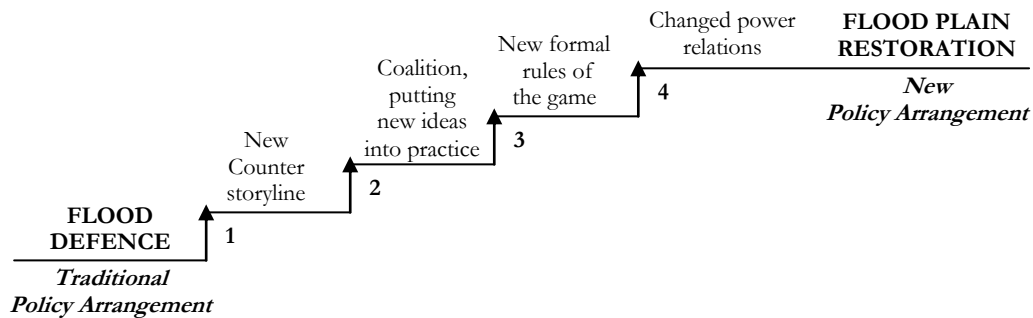 FLOOD
DEFENCE
Traditional
Policy Arrangement
1
New
Counter
storyline
2
Coalition,
putting
new ideas
into practice
3
New formal
rules of
the game
4
Changed power
relations
FLOOD PLAIN
RESTORATION
New
Policy Arrangement